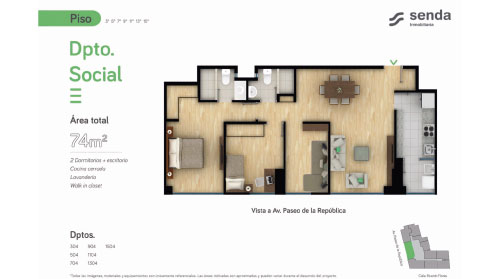 Piso
3° 5° 7° 9° 11° 13° 15°
senda
Inmobiliaria
Dpto.
Social
Área total
74m²
2 Dormitorios + escritorio
Cocina cerrada
Lavandería
Walk in closet
Vista a Av. Paseo de la República
Dptos.
304 904 1504
504 1104
704 1304
Calle Ricardo Flores
*Todas las imágenes, materiales y equipamientos son únicamente referenciales. Las áreas indicadas son aproximadas y pueden variar durante el desarrollo del proyecto.